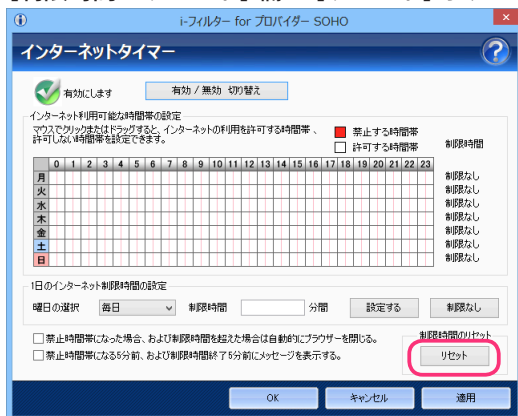 i-フィルター for プロバイダー SOHO
インターネットタイマー
有効にします
有効 / 無効 切り替え
インターネット利用可能な時間帯の設定
マウスでクリックまたはドラッグすると、インターネットの利用を許可する時間帯 、
許可しない時間帯を設定できます。
禁止する時間帯
許可する時間帯
制限時間
0 1 2 3 4 5 6 7 8 9 10 11 12 13 14 15 16 17 18 19 20 21 22 23
月 制限なし
火 制限なし
水 制限なし
木 制限なし
金 制限なし
土 制限なし
日 制限なし
1日のインターネット制限時間の設定
曜日の選択 毎日 制限時間 分間 設定する 制限なし
禁止時間帯になった場合、および制限時間を超えた場合は自動的にブラウザーを閉じる。
禁止時間帯になる5分前、および制限時間終了5分前にメッセージを表示する。
制限時間のリセット
リセット
OK キャンセル 適用